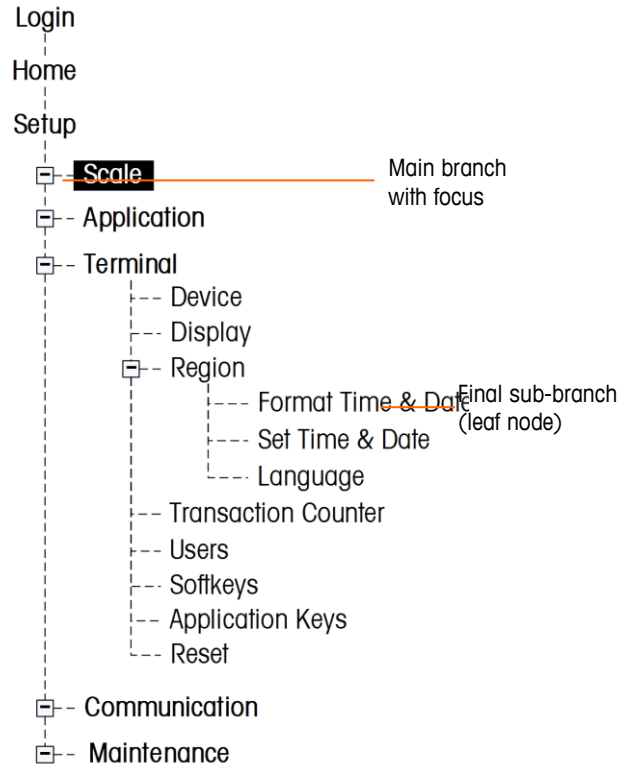 Login
Home
Setup
Scale
Main branch
with focus
Application
Terminal
Device
Display
Region
Format Time & Date
Final sub-branch
(leaf node)
Set Time & Date
Language
Transaction Counter
Users
Softkeys
Application Keys
Reset
Communication
Maintenance